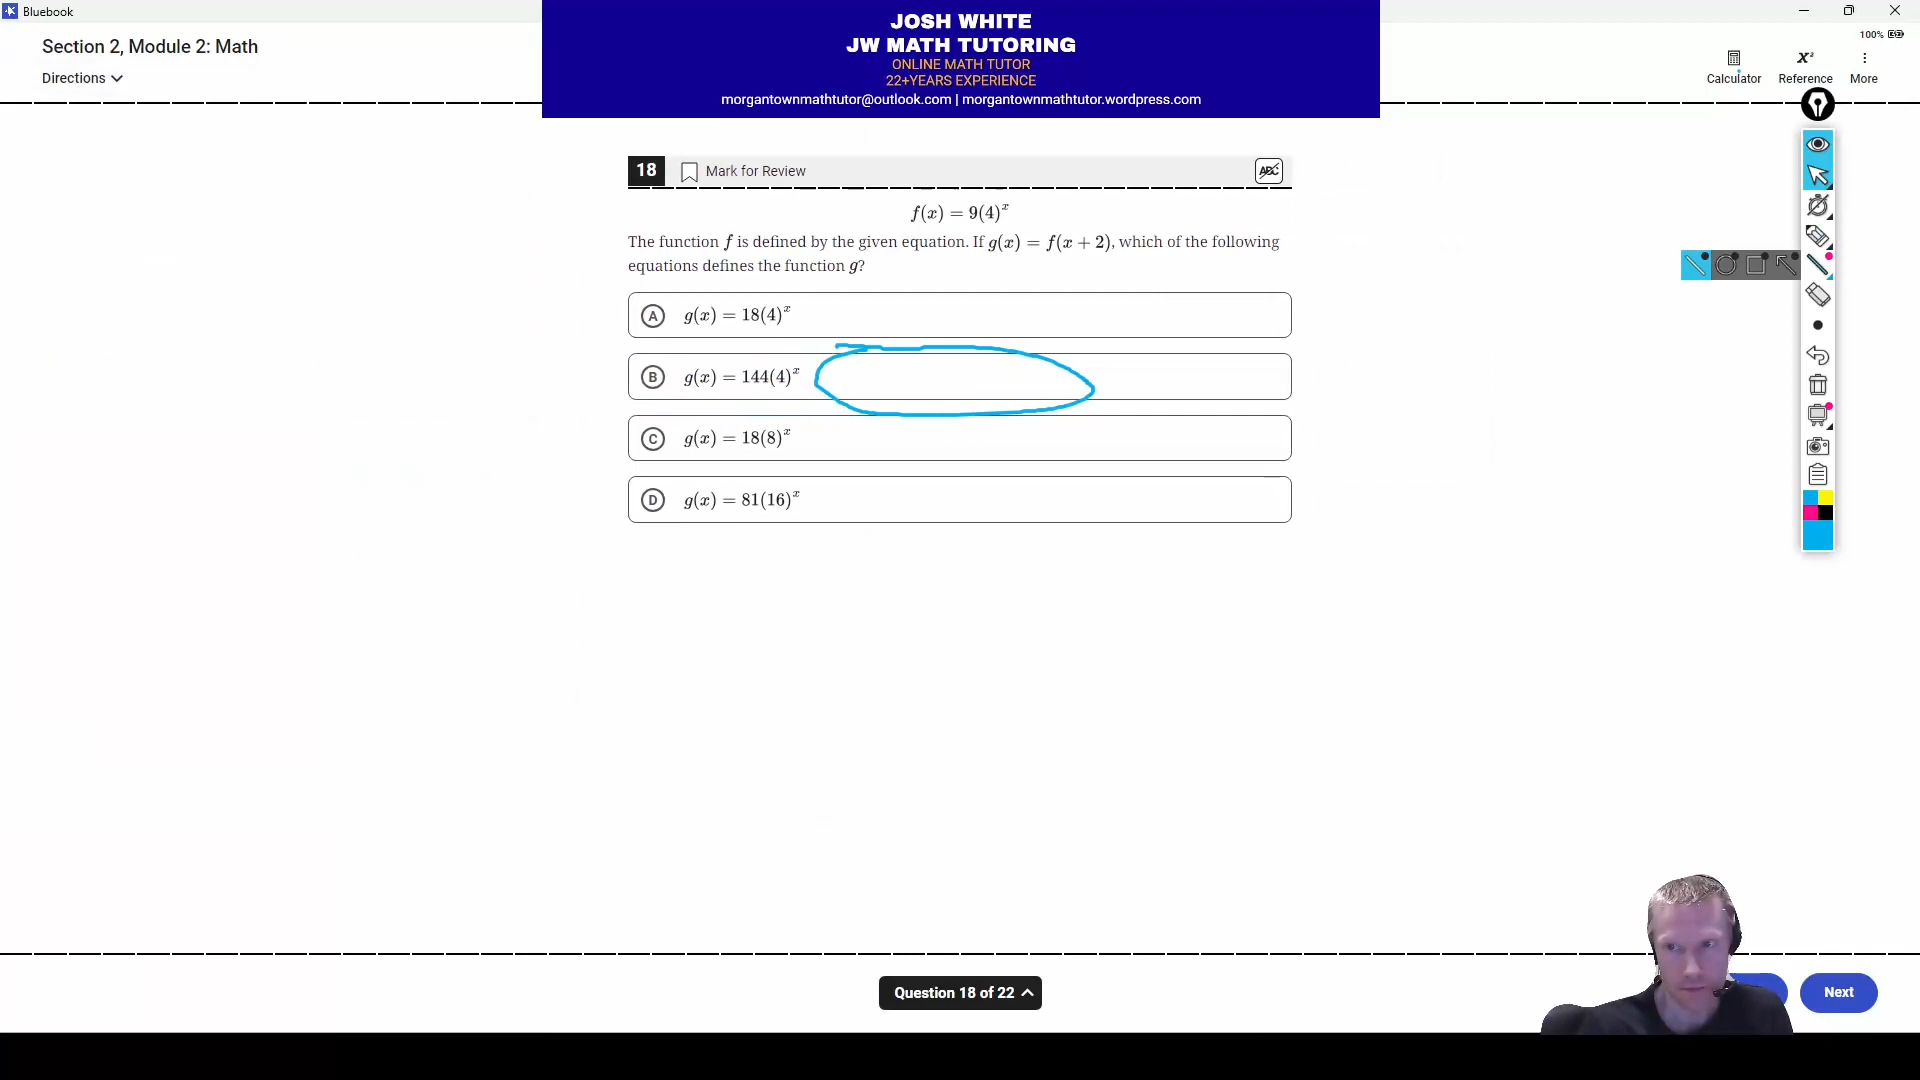 Bluebook
JOSH WHITE
JW MATH TUTORING
ONLINE MATH TUTOR
22+YEARS EXPERIENCE
morgantownmathtutor@outlook.com | morgantownmathtutor.wordpress.com
Section 2, Module 2: Math
Directions
100%
Calculator
Reference
More
18 Mark for Review ABC
f(x) = 9(4)^x
The function f is defined by the given equation. If g(x) = f(x + 2), which of the following
equations defines the function g?
A g(x) = 18(4)^x
B g(x) = 144(4)^x
C g(x) = 18(8)^x
D g(x) = 81(16)^x
Question 18 of 22
Next